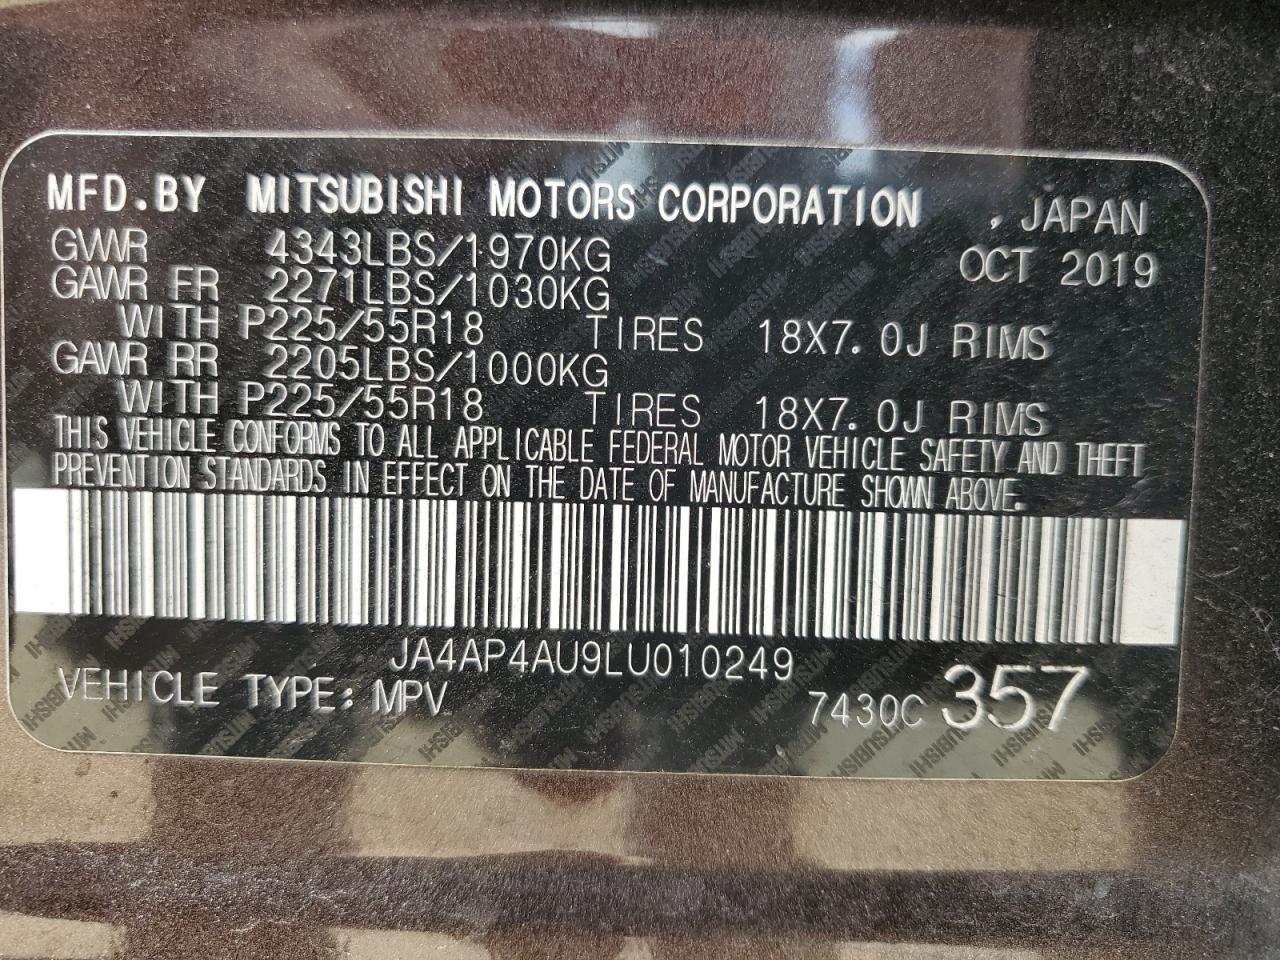 MFD.BY MITSUBISHI MOTORS CORPORATION , JAPAN
GVWR 4343LBS/1970KG OCT 2019
GAWR FR 2271LBS/1030KG
WITH P225/55R18 TIRES 18X7.0J RIMS
GAWR RR 2205LBS/1000KG
WITH P225/55R18 TIRES 18X7.0J RIMS
THIS VEHICLE CONFORMS TO ALL APPLICABLE FEDERAL MOTOR VEHICLE SAFETY AND THEFT
PREVENTION STANDARDS IN EFFECT ON THE DATE OF MANUFACTURE SHOWN ABOVE.
JA4AP4AU9LU010249
VEHICLE TYPE: MPV 7430C 357